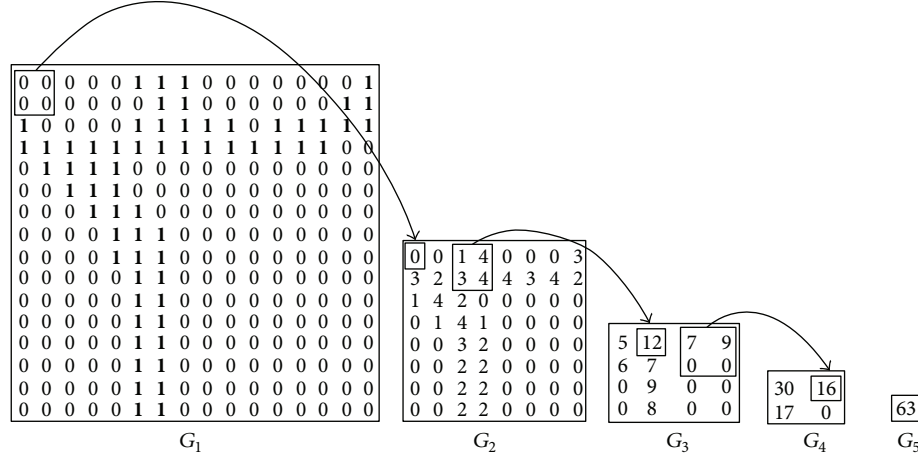 0 0 0 0 0 1 1 1 0 0 0 0 0 0 0 1
0 0 0 0 0 0 1 1 0 0 0 0 0 0 1 1
1 0 0 0 0 1 1 1 1 1 0 1 1 1 1 1
1 1 1 1 1 1 1 1 1 1 1 1 1 1 0 0
0 1 1 1 1 0 0 0 0 0 0 0 0 0 0 0
0 0 1 1 1 0 0 0 0 0 0 0 0 0 0 0
0 0 0 1 1 1 0 0 0 0 0 0 0 0 0 0
0 0 0 0 1 1 1 0 0 0 0 0 0 0 0 0
0 0 0 0 1 1 1 0 0 0 0 0 0 0 0 0
0 0 0 0 0 1 1 0 0 0 0 0 0 0 0 0
0 0 0 0 0 1 1 0 0 0 0 0 0 0 0 0
0 0 0 0 0 1 1 0 0 0 0 0 0 0 0 0
0 0 0 0 0 1 1 0 0 0 0 0 0 0 0 0
0 0 0 0 0 1 1 0 0 0 0 0 0 0 0 0
0 0 0 0 0 1 1 0 0 0 0 0 0 0 0 0
0 0 0 0 0 1 1 0 0 0 0 0 0 0 0 0
G1
0 0 1 4 0 0 0 3
3 2 3 4 4 3 4 2
1 4 2 0 0 0 0 0
0 1 4 1 0 0 0 0
0 0 3 2 0 0 0 0
0 0 2 2 0 0 0 0
0 0 2 2 0 0 0 0
0 0 2 2 0 0 0 0
G2
5 12 7 9
6 7 0 0
0 9 0 0
0 8 0 0
G3
30 16
17 0
G4
63
G5